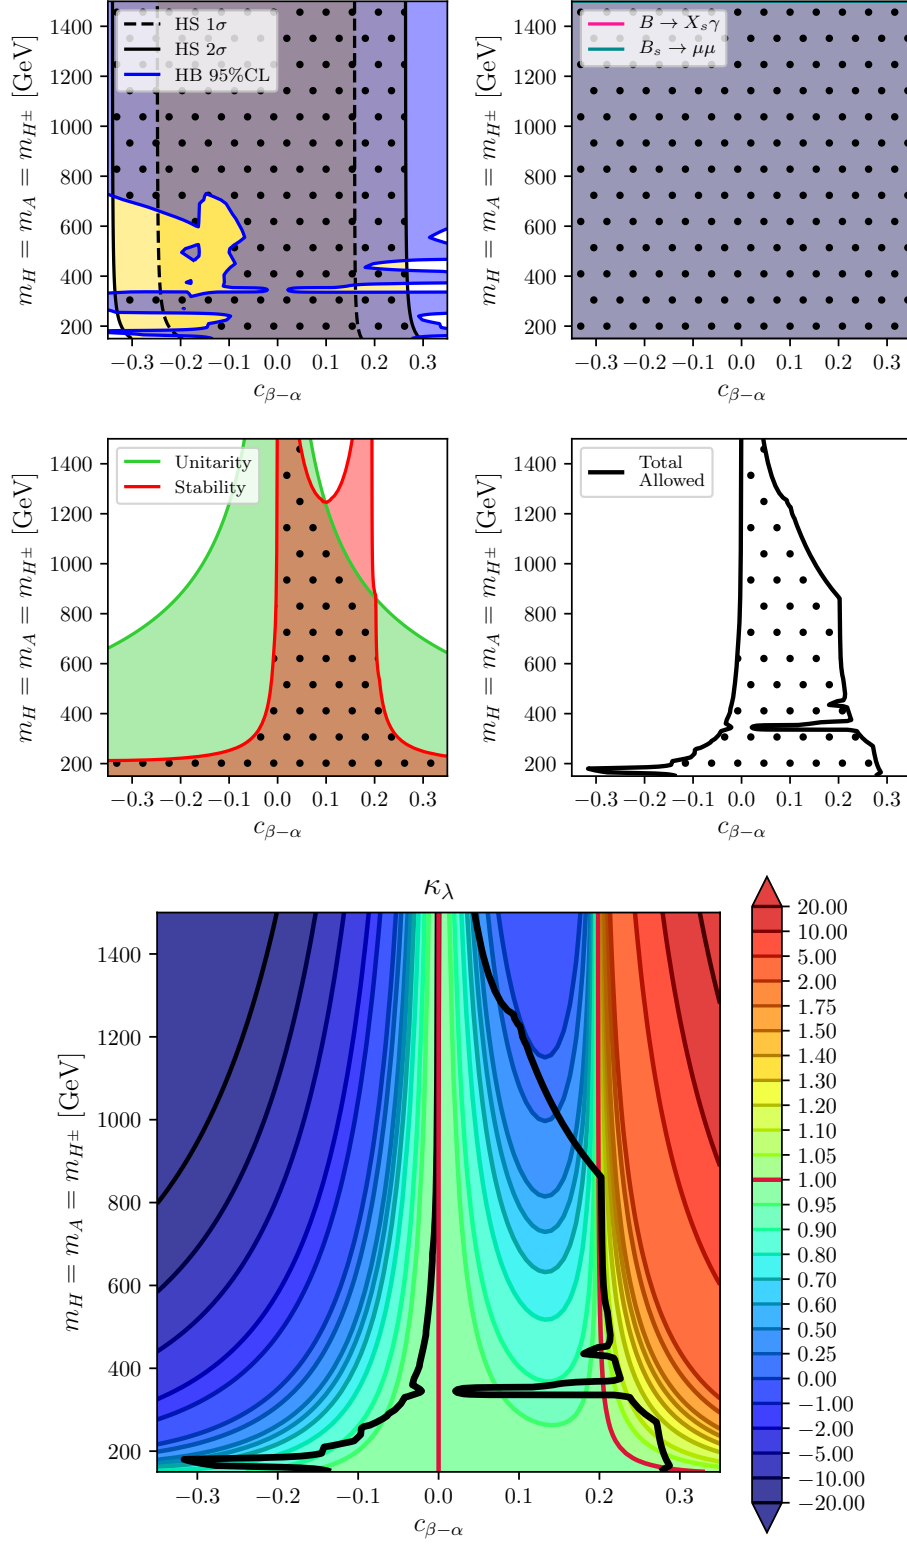 HS 1σ
HS 2σ
HB 95%CL
1400
1200
1000
800
600
400
200
m_H = m_A = m_{H^±} [GeV]
−0.3 −0.2 −0.1 0.0 0.1 0.2 0.3
c_{β−α}
B → X_sγ
B_s → μμ
1400
1200
1000
800
600
400
200
m_H = m_A = m_{H^±} [GeV]
−0.3 −0.2 −0.1 0.0 0.1 0.2 0.3
c_{β−α}
Unitarity
Stability
1400
1200
1000
800
600
400
200
m_H = m_A = m_{H^±} [GeV]
−0.3 −0.2 −0.1 0.0 0.1 0.2 0.3
c_{β−α}
Total
Allowed
1400
1200
1000
800
600
400
200
m_H = m_A = m_{H^±} [GeV]
−0.3 −0.2 −0.1 0.0 0.1 0.2 0.3
c_{β−α}
κ_λ
1400
1200
1000
800
600
400
200
m_H = m_A = m_{H^±} [GeV]
−0.3 −0.2 −0.1 0.0 0.1 0.2 0.3
c_{β−α}
20.00
10.00
5.00
2.00
1.75
1.50
1.40
1.30
1.20
1.10
1.05
1.00
0.95
0.90
0.80
0.70
0.60
0.50
0.25
0.00
−1.00
−2.00
−5.00
−10.00
−20.00